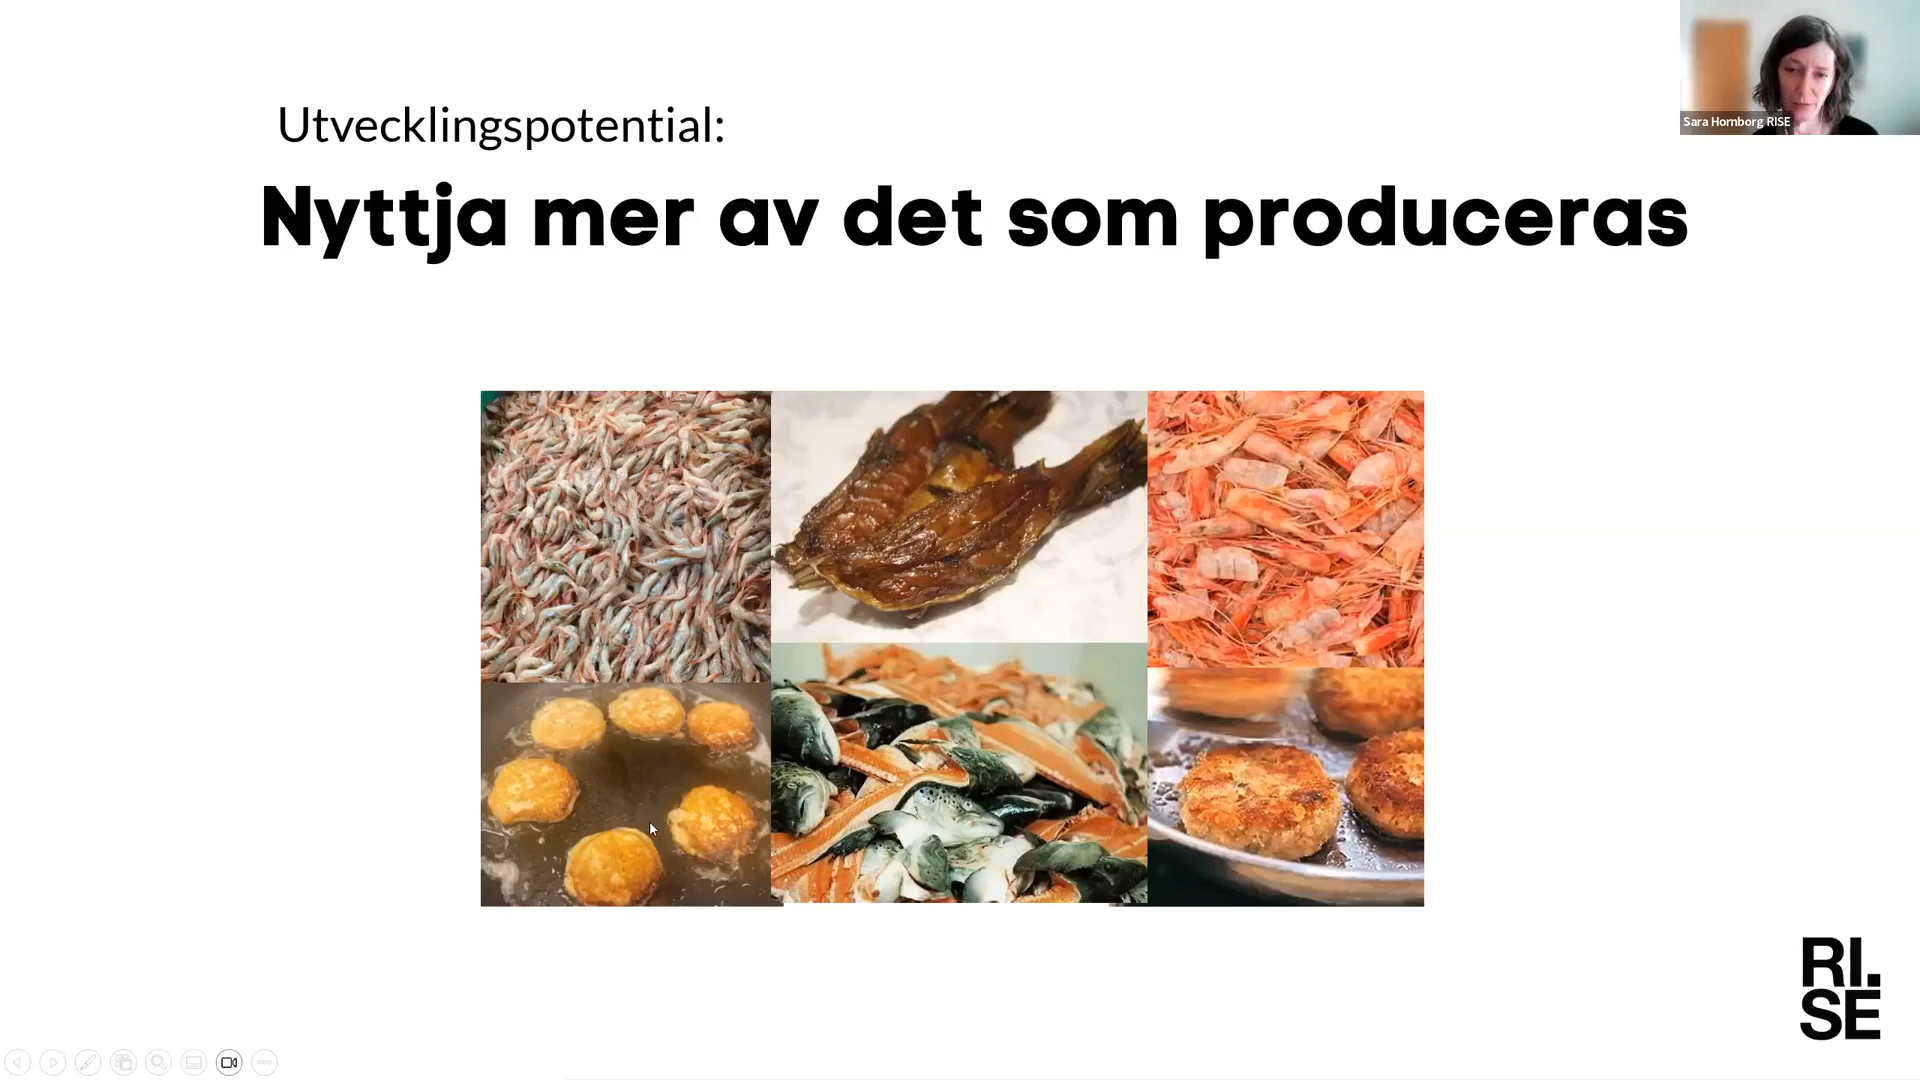 Sara Hornborg RISE
Utvecklingspotential:
Nyttja mer av det som produceras
RI.
SE